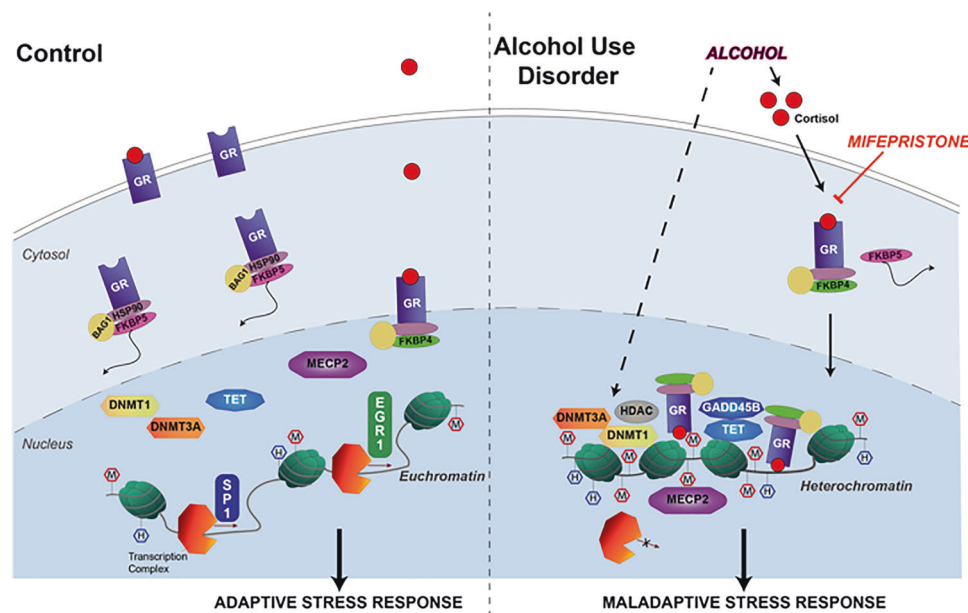 Control
Alcohol Use
Disorder
ALCOHOL
Cortisol
MIFEPRISTONE
GR
GR
Cytosol
GR
HSP90
BAG1
FKBP5
GR
HSP90
BAG1
FKBP5
GR
FKBP4
GR
FKBP4
FKBP5
MECP2
DNMT1
TET
DNMT3A
Nucleus
EGR1
M
M
M
H
Euchromatin
SP1
H
Transcription
Complex
DNMT3A
HDAC
DNMT1
GR
GADD45B
TET
GR
M
M
M
M
M
M
M
H
H
H
H
MECP2
Heterochromatin
x
ADAPTIVE STRESS RESPONSE
MALADAPTIVE STRESS RESPONSE